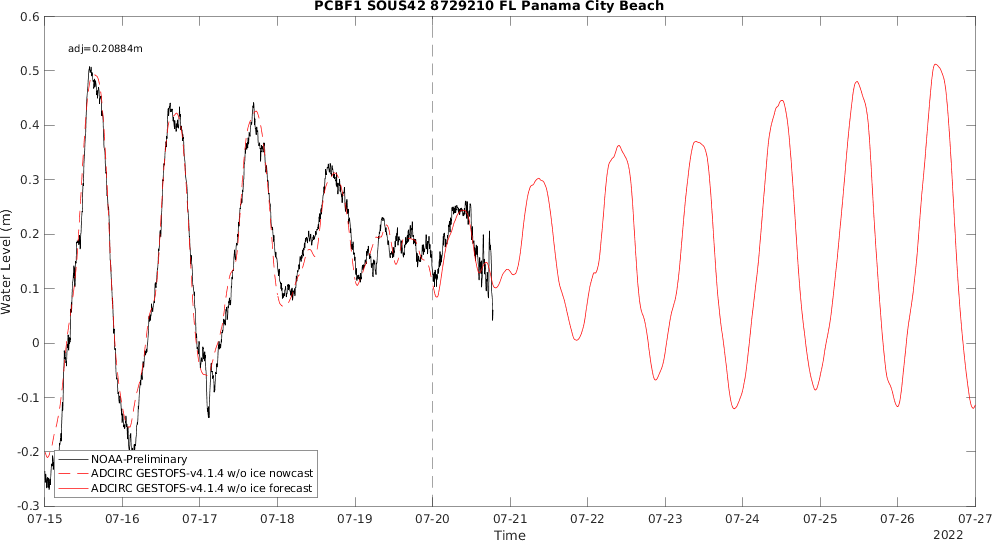 PCBF1 SOUS42 8729210 FL Panama City Beach
adj=0.20884m
Water Level (m)
0.6
0.5
0.4
0.3
0.2
0.1
0
-0.1
-0.2
-0.3
NOAA-Preliminary
ADCIRC GESTOFS-v4.1.4 w/o ice nowcast
ADCIRC GESTOFS-v4.1.4 w/o ice forecast
07-15 07-16 07-17 07-18 07-19 07-20 07-21 07-22 07-23 07-24 07-25 07-26 07-27
Time
2022